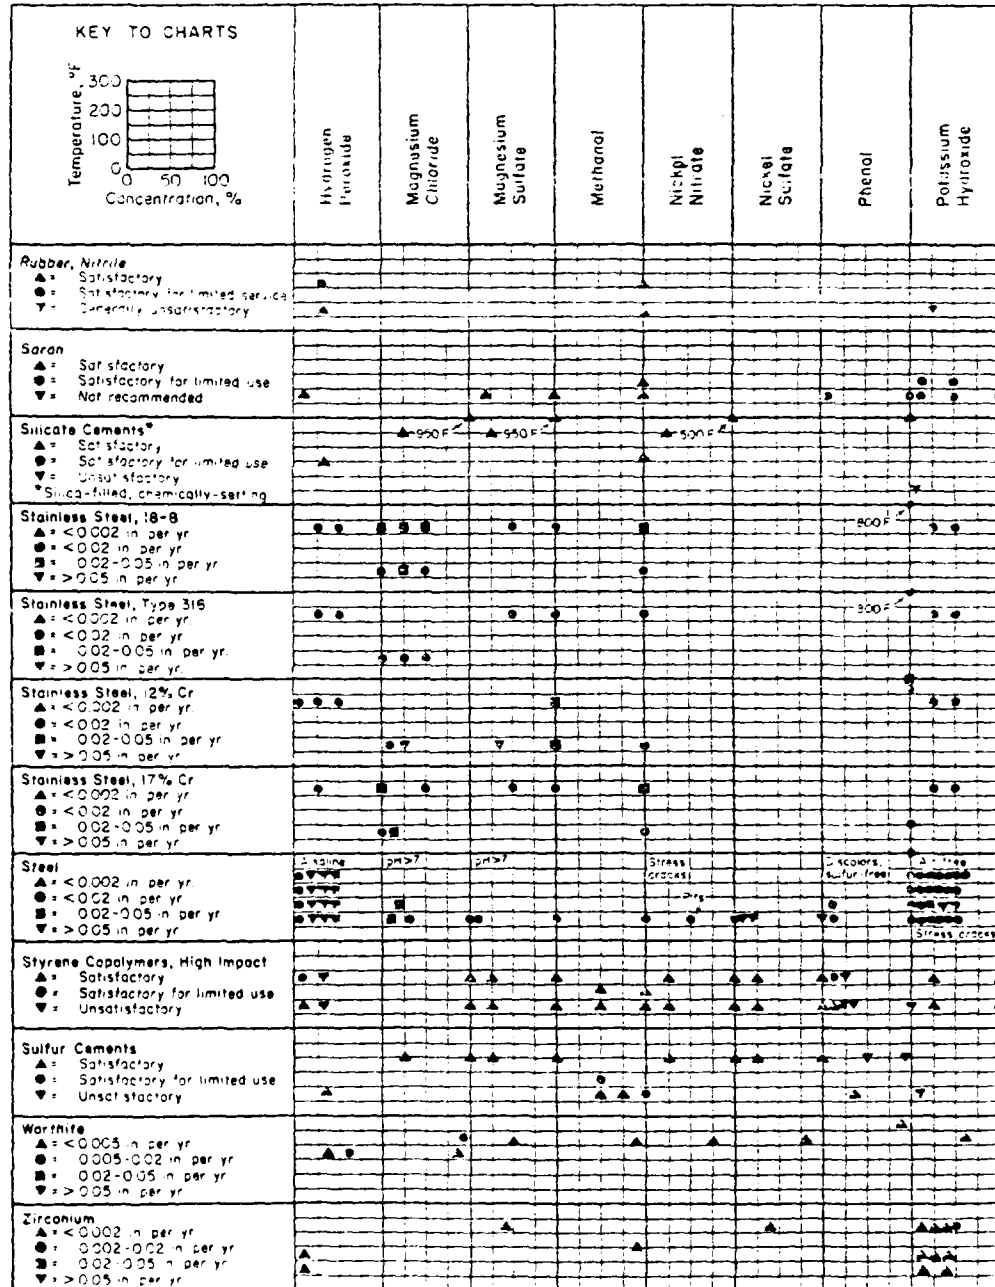 KEY TO CHARTS
Temperature, °F
300
200
100
0
0 50 100
Concentration, %
Hydrogen Peroxide
Magnesium Chloride
Magnesium Sulfate
Methanol
Nickel Nitrate
Nickel Sulfate
Phenol
Potassium Hydroxide
Rubber, Nitrile
▲ = Satisfactory
● = Satisfactory for limited service
▼ = Generally unsatisfactory
Saran
▲ = Satisfactory
● = Satisfactory for limited use
▼ = Not recommended
Silicate Cements*
▲ = Satisfactory
● = Satisfactory for limited use
▼ = Unsatisfactory
*Silica-filled, chemically-setting
950 F
950 F
500 F
Stainless Steel, 18-8
▲ = <0.002 in per yr
● = <0.02 in per yr
■ = 0.02-0.05 in per yr
▼ = >0.05 in per yr
800 F
Stainless Steel, Type 316
▲ = <0.002 in per yr.
● = <0.02 in per yr
■ = 0.02-0.05 in per yr.
▼ = >0.05 in per yr.
800 F
Stainless Steel, 12% Cr
▲ = <0.002 in per yr.
● = <0.02 in per yr
■ = 0.02-0.05 in per yr.
▼ = >0.05 in per yr
Stainless Steel, 17% Cr
▲ = <0.002 in per yr
● = <0.02 in per yr
■ = 0.02-0.05 in per yr
▼ = >0.05 in per yr
Steel
▲ = <0.002 in per yr.
● = <0.02 in per yr
■ = 0.02-0.05 in per yr
▼ = >0.05 in per yr
Alkaline
pH>7
pH>7
Stress cracks
Pits
Discolors, sulfur-free
Air free
Stress cracks
Styrene Copolymers, High Impact
▲ = Satisfactory
● = Satisfactory for limited use
▼ = Unsatisfactory
Sulfur Cements
▲ = Satisfactory
● = Satisfactory for limited use
▼ = Unsatisfactory
Worthite
▲ = <0.005 in per yr
● = 0.005-0.02 in per yr
■ = 0.02-0.05 in per yr
▼ = >0.05 in per yr
Zirconium
▲ = <0.002 in per yr
● = 0.002-0.02 in per yr
■ = 0.02-0.05 in per yr
▼ = >0.05 in per yr